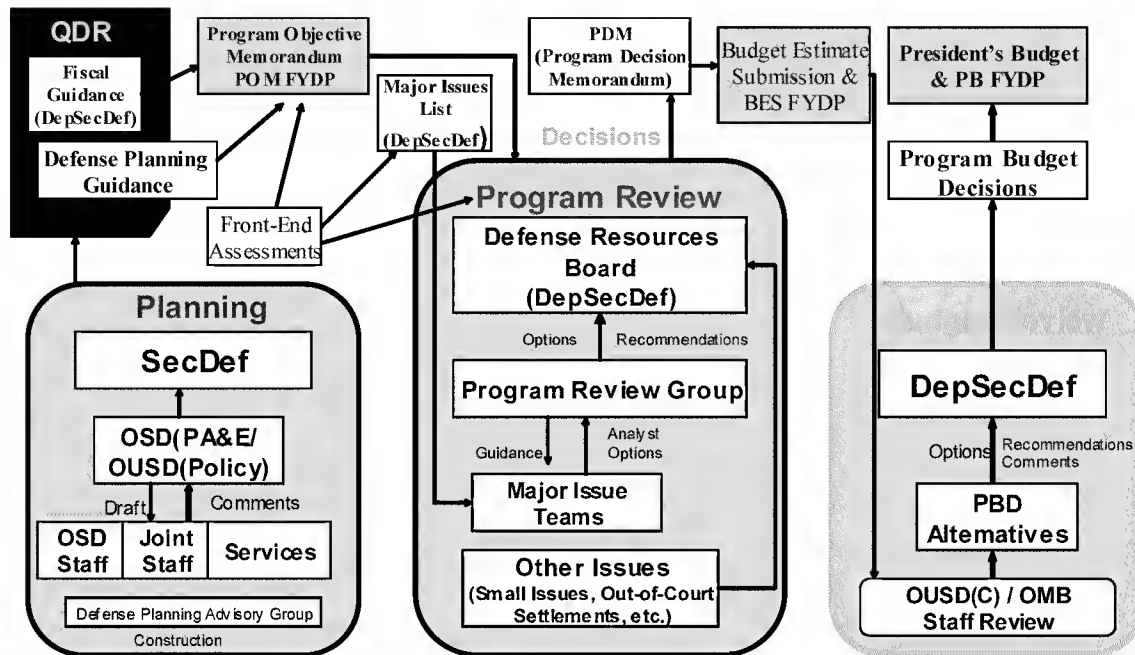 QDR
Fiscal
Guidance
(DepSecDef)
Defense Planning
Guidance
Program Objective
Memorandum
POM FYDP
Major Issues
List
(DepSecDef)
Front-End
Assessments
PDM
(Program Decision
Memorandum)
Decisions
Budget Estimate
Submission &
BES FYDP
President's Budget
& PB FYDP
Program Budget
Decisions
Planning
SecDef
OSD(PA&E/
OUSD(Policy)
Draft
Comments
OSD
Staff
Joint
Staff
Services
Defense Planning Advisory Group
Construction
Program Review
Defense Resources
Board
(DepSecDef)
Options
Recommendations
Program Review Group
Guidance
Analyst
Options
Major Issue
Teams
Other Issues
(Small Issues, Out-of-Court
Settlements, etc.)
DepSecDef
Options
Recommendations
Comments
PBD
Alternatives
OUSD(C) / OMB
Staff Review